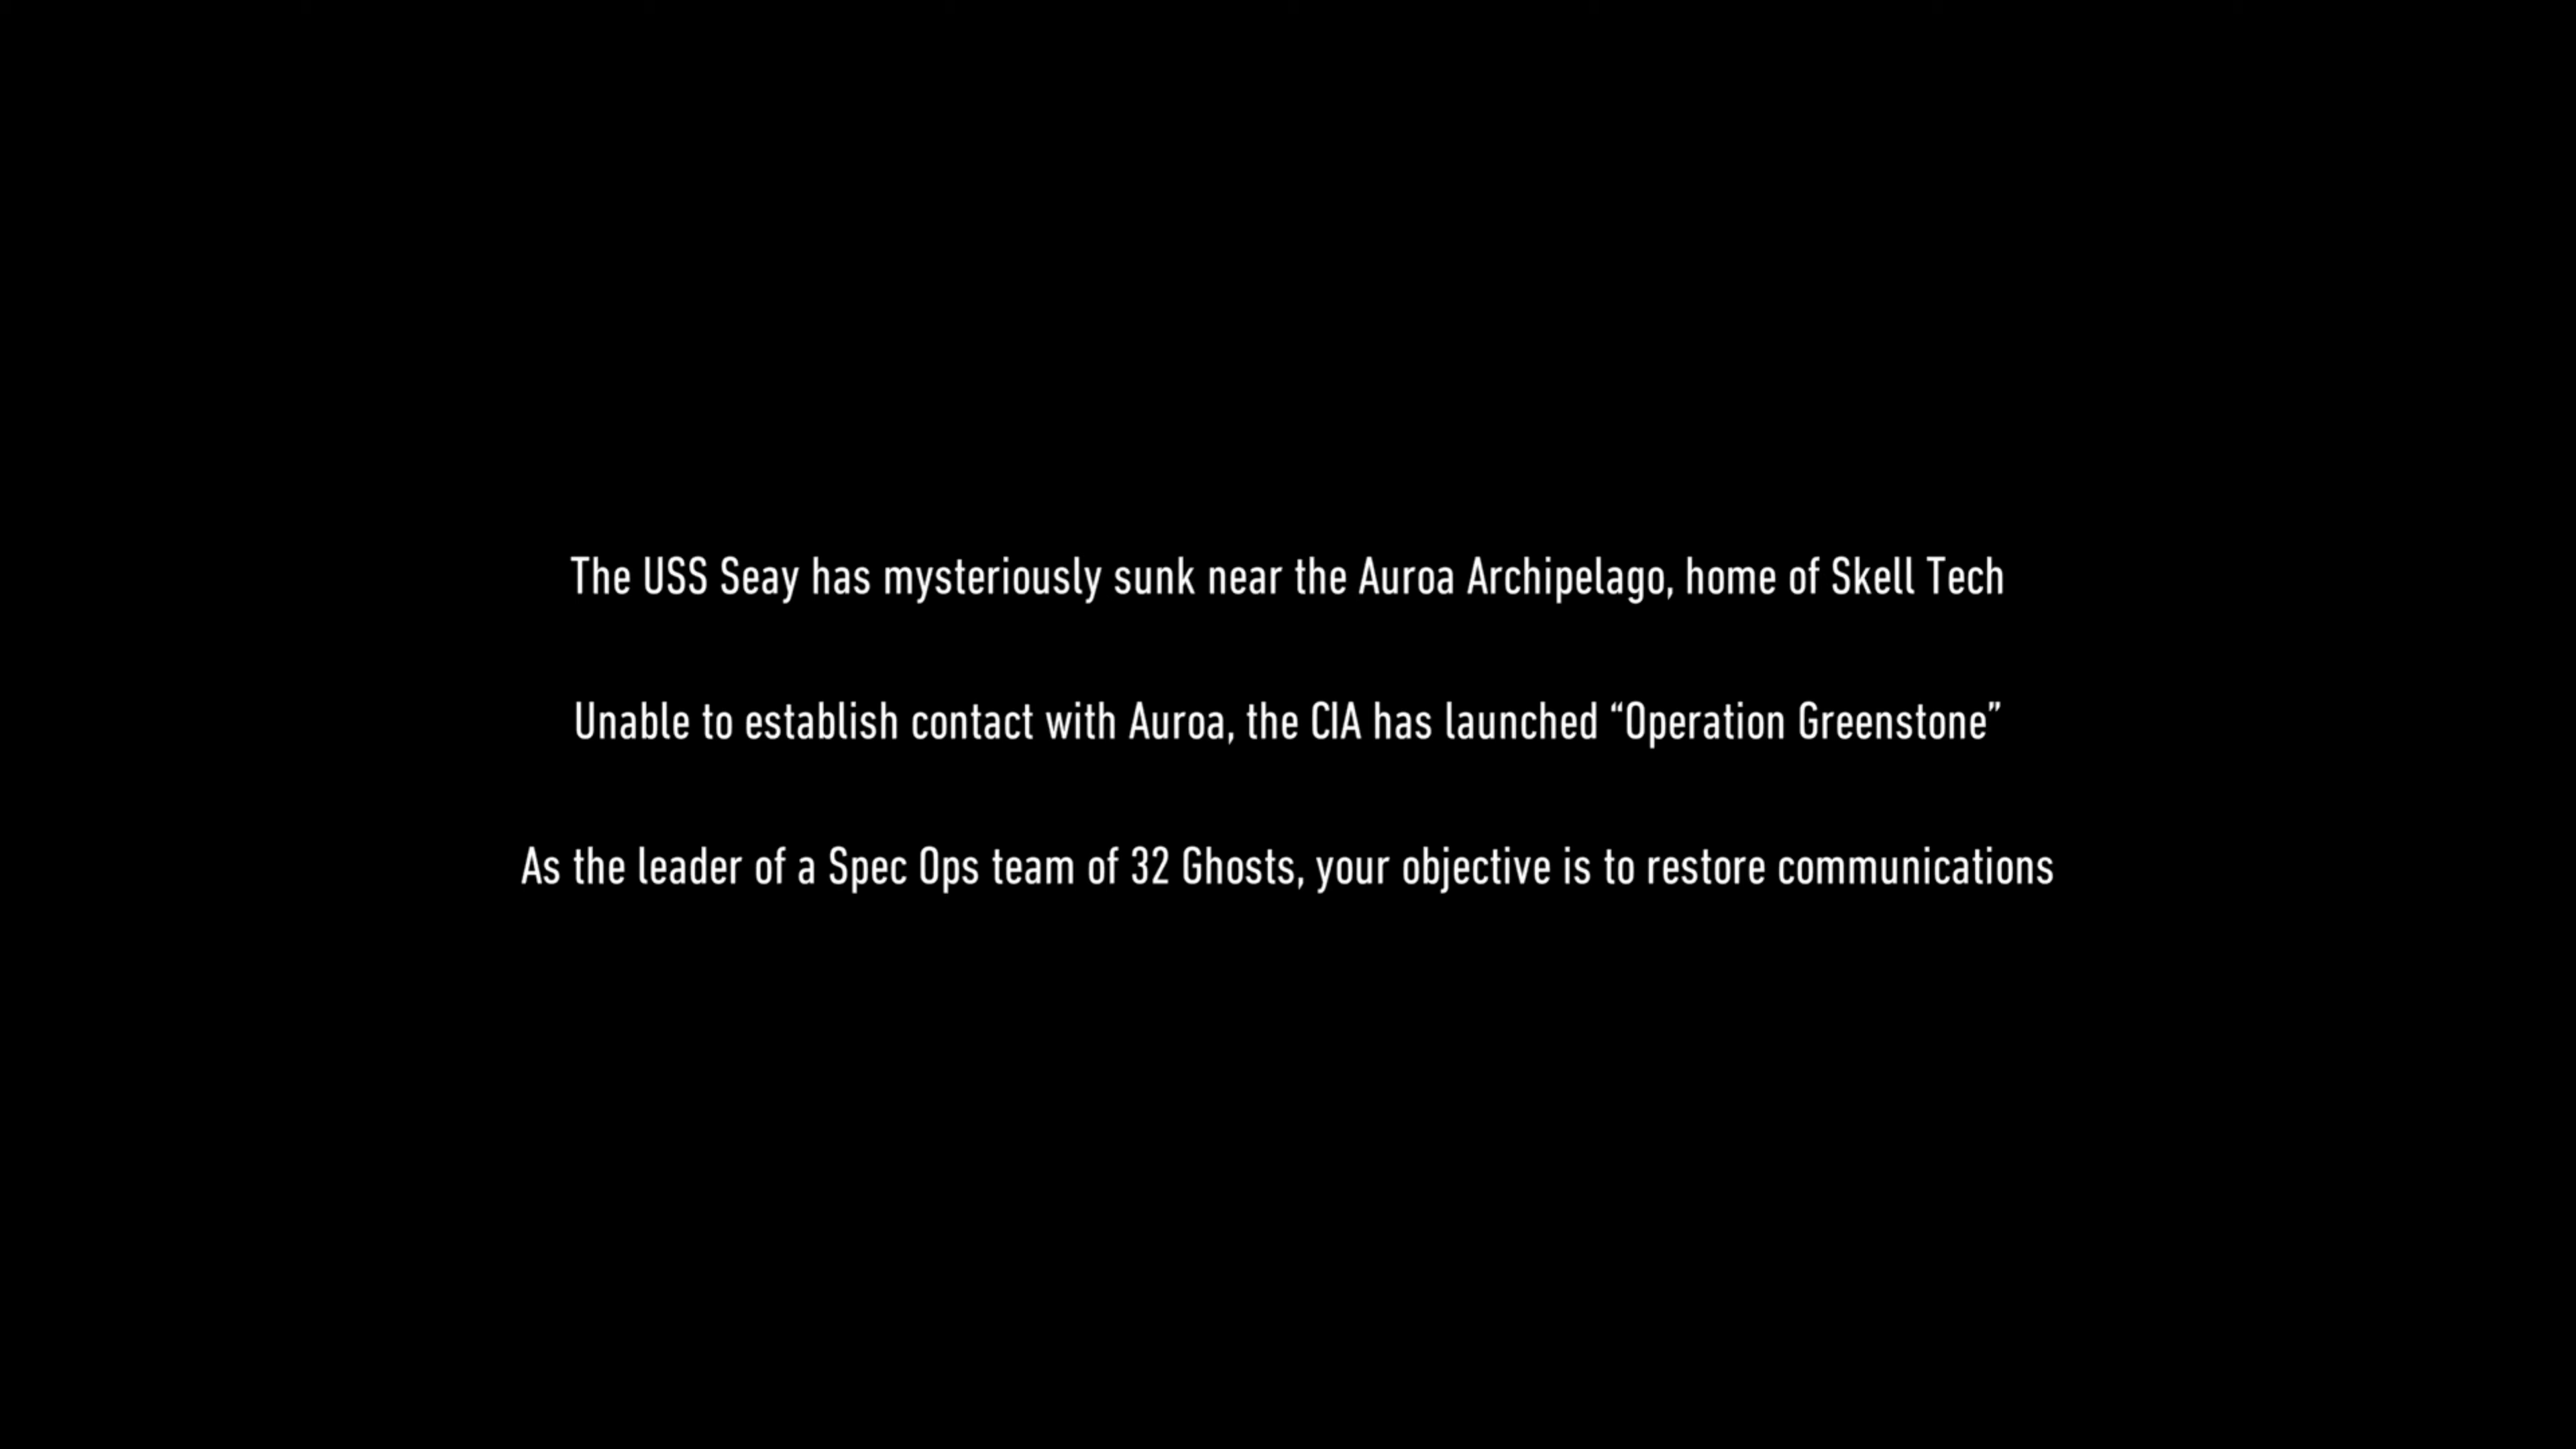 The USS Seay has mysteriously sunk near the Auroa Archipelago, home of Skell Tech
Unable to establish contact with Auroa, the CIA has launched “Operation Greenstone”
As the leader of a Spec Ops team of 32 Ghosts, your objective is to restore communications